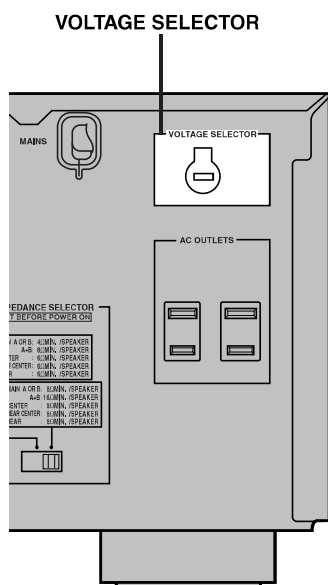 VOLTAGE SELECTOR
MAINS
VOLTAGE SELECTOR
AC OUTLETS
PEDANCE SELECTOR
T BEFORE POWER ON
N A OR B: 4ΩMIN. /SPEAKER
A+B: 8ΩMIN. /SPEAKER
TER : 6ΩMIN. /SPEAKER
R CENTER: 6ΩMIN. /SPEAKER
R : 6ΩMIN. /SPEAKER
MAIN A OR B: 8ΩMIN. /SPEAKER
A+B: 16ΩMIN. /SPEAKER
CENTER : 8ΩMIN. /SPEAKER
REAR CENTER: 8ΩMIN. /SPEAKER
REAR : 8ΩMIN. /SPEAKER